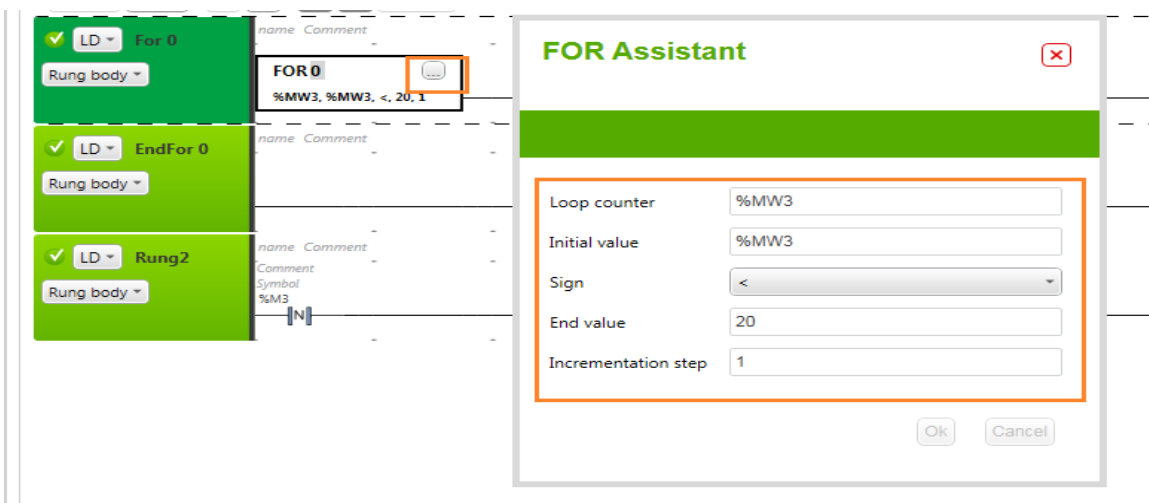 LD For 0
Rung body
name Comment
FOR 0 ...
%MW3, %MW3, <, 20, 1
LD EndFor 0
Rung body
name Comment
LD Rung2
Rung body
name Comment
Comment
Symbol
%M3
N
FOR Assistant
Loop counter %MW3
Initial value %MW3
Sign <
End value 20
Incrementation step 1
Ok Cancel